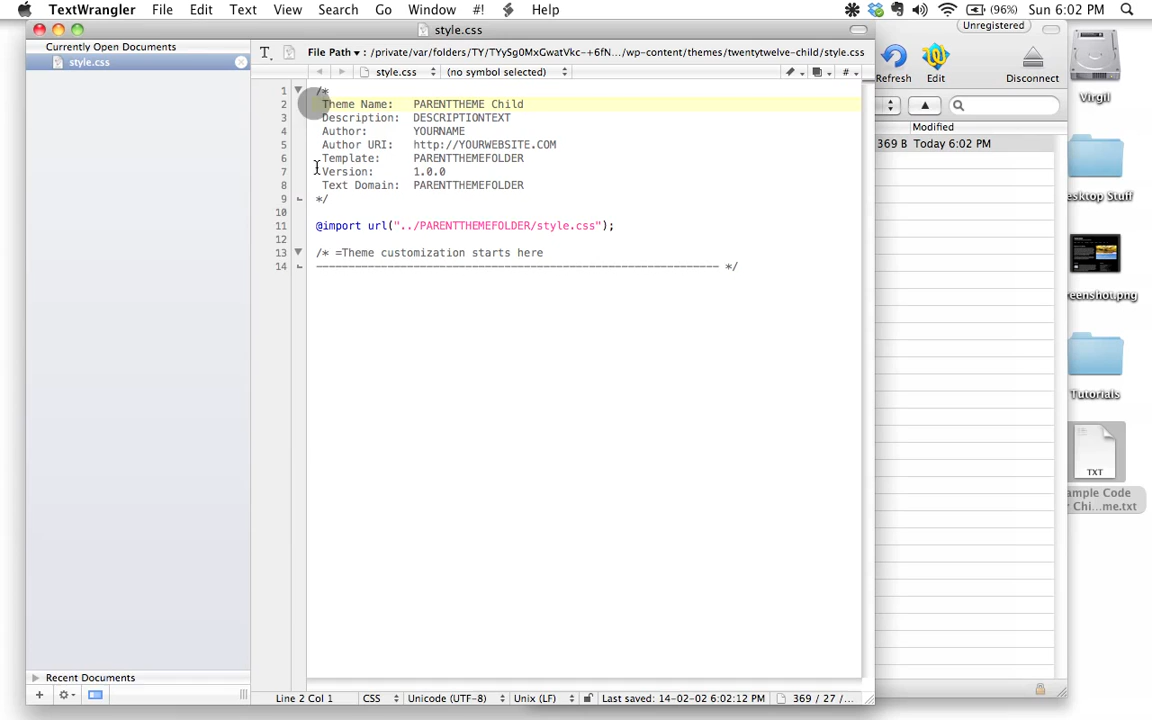 TextWrangler File Edit Text View Search Go Window #! Help (96%) Sun 6:02 PM
style.css
Unregistered
Currently Open Documents
style.css
File Path ▾ : /private/var/folders/TY/TYySg0MxGwatVkc-+6fN…/wp-content/themes/twentytwelve-child/style.css
style.css (no symbol selected)
Refresh Edit Disconnect
Virgil
Modified
369 B Today 6:02 PM
1 /*
2 Theme Name: PARENTTHEME Child
3 Description: DESCRIPTIONTEXT
4 Author: YOURNAME
5 Author URI: http://YOURWEBSITE.COM
6 Template: PARENTTHEMEFOLDER
7 Version: 1.0.0
8 Text Domain: PARENTTHEMEFOLDER
9 */
10
11 @import url("../PARENTTHEMEFOLDER/style.css");
12
13 /* =Theme customization starts here
14 -------------------------------------------------------------- */
esktop Stuff
eenshot.png
Tutorials
TXT
ample Code
Chi...me.txt
Recent Documents
Line 2 Col 1 CSS Unicode (UTF-8) Unix (LF) Last saved: 14-02-02 6:02:12 PM 369 / 27 /...